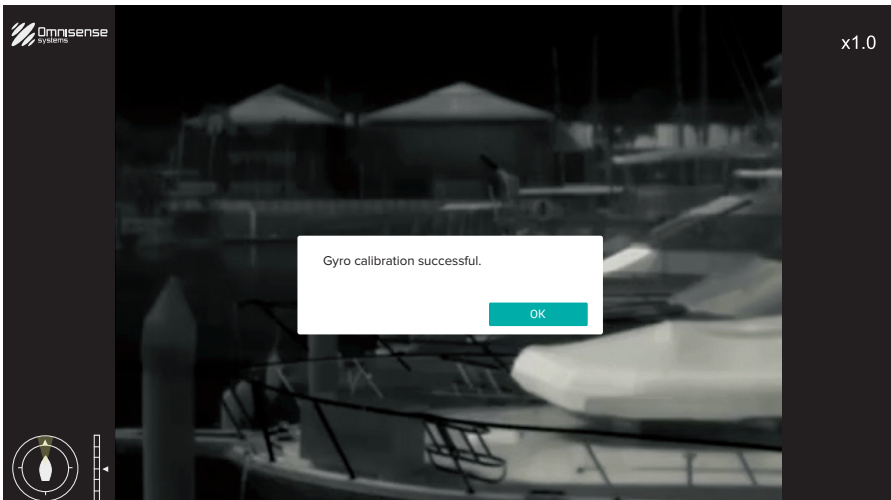 Omnisense
systems
x1.0
Gyro calibration successful.
OK